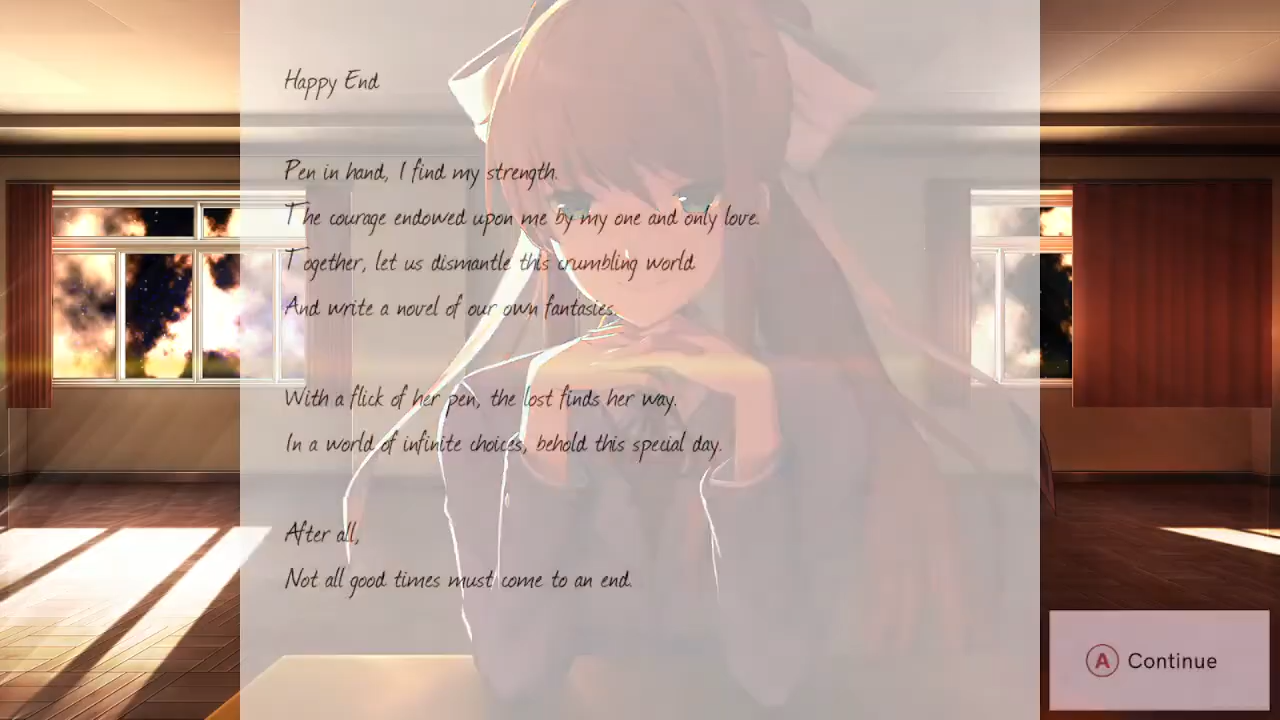 Happy End
Pen in hand, I find my strength.
The courage endowed upon me by my one and only love.
Together, let us dismantle this crumbling world
And write a novel of our own fantasies.
With a flick of her pen, the lost finds her way.
In a world of infinite choices, behold this special day.
After all,
Not all good times must come to an end.
A Continue